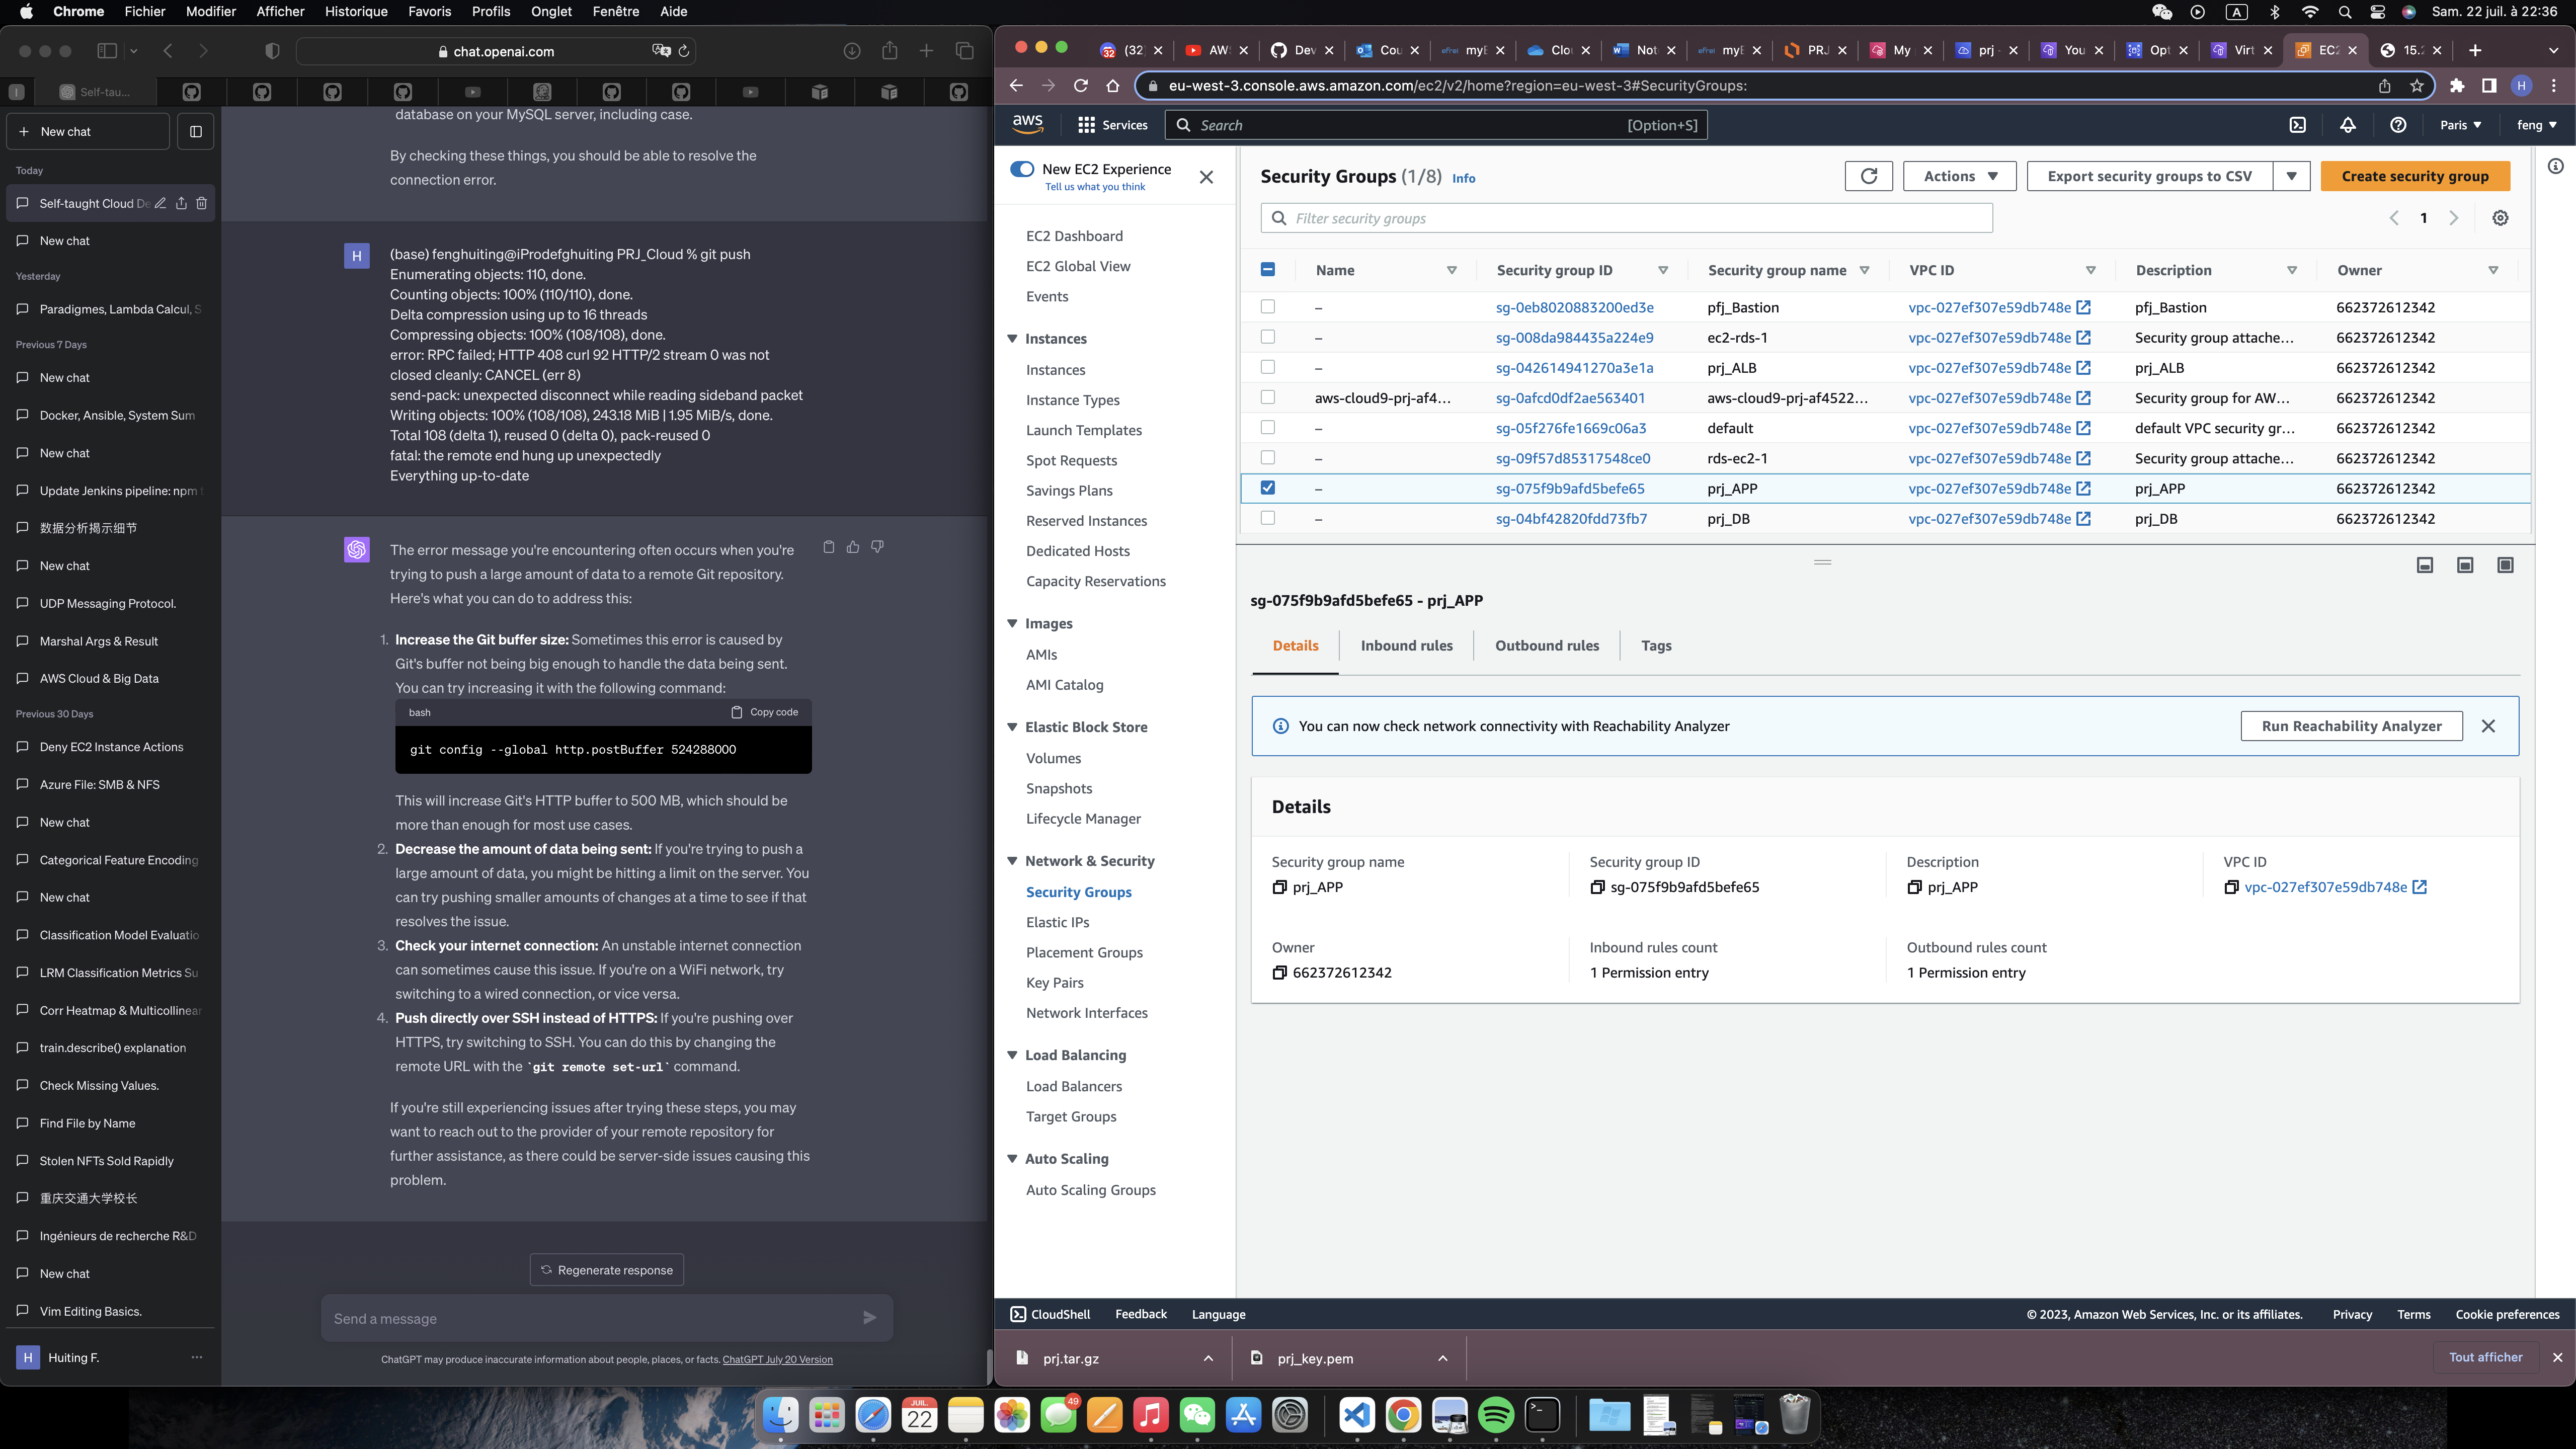 Chrome Fichier Modifier Afficher Historique Favoris Profils Onglet Fenêtre Aide
A Sam. 22 juil. à 22:36
chat.openai.com
Self-tau...
New chat
Today
Self-taught Cloud De
New chat
Yesterday
Paradigmes, Lambda Calcul, S
Previous 7 Days
New chat
Docker, Ansible, System Sum
New chat
Update Jenkins pipeline: npm
数据分析揭示细节
New chat
UDP Messaging Protocol.
Marshal Args & Result
AWS Cloud & Big Data
Previous 30 Days
Deny EC2 Instance Actions
Azure File: SMB & NFS
New chat
Categorical Feature Encoding
New chat
Classification Model Evaluatio
LRM Classification Metrics Su
Corr Heatmap & Multicollinear
train.describe() explanation
Check Missing Values.
Find File by Name
Stolen NFTs Sold Rapidly
重庆交通大学校长
Ingénieurs de recherche R&D
New chat
Vim Editing Basics.
H Huiting F.
database on your MySQL server, including case.
By checking these things, you should be able to resolve the
connection error.
H
(base) fenghuiting@iProdefghuiting PRJ_Cloud % git push
Enumerating objects: 110, done.
Counting objects: 100% (110/110), done.
Delta compression using up to 16 threads
Compressing objects: 100% (108/108), done.
error: RPC failed; HTTP 408 curl 92 HTTP/2 stream 0 was not
closed cleanly: CANCEL (err 8)
send-pack: unexpected disconnect while reading sideband packet
Writing objects: 100% (108/108), 243.18 MiB | 1.95 MiB/s, done.
Total 108 (delta 1), reused 0 (delta 0), pack-reused 0
fatal: the remote end hung up unexpectedly
Everything up-to-date
The error message you're encountering often occurs when you're
trying to push a large amount of data to a remote Git repository.
Here's what you can do to address this:
1. Increase the Git buffer size: Sometimes this error is caused by
Git's buffer not being big enough to handle the data being sent.
You can try increasing it with the following command:
bash Copy code
git config --global http.postBuffer 524288000
This will increase Git's HTTP buffer to 500 MB, which should be
more than enough for most use cases.
2. Decrease the amount of data being sent: If you're trying to push a
large amount of data, you might be hitting a limit on the server. You
can try pushing smaller amounts of changes at a time to see if that
resolves the issue.
3. Check your internet connection: An unstable internet connection
can sometimes cause this issue. If you're on a WiFi network, try
switching to a wired connection, or vice versa.
4. Push directly over SSH instead of HTTPS: If you're pushing over
HTTPS, try switching to SSH. You can do this by changing the
remote URL with the `git remote set-url` command.
If you're still experiencing issues after trying these steps, you may
want to reach out to the provider of your remote repository for
further assistance, as there could be server-side issues causing this
problem.
Regenerate response
Send a message
ChatGPT may produce inaccurate information about people, places, or facts. ChatGPT July 20 Version
(32) AW Dev Cou efrei myE Clou Not efrei myE PRJ My prj - You Opt Virt EC2 15.
eu-west-3.console.aws.amazon.com/ec2/v2/home?region=eu-west-3#SecurityGroups: H
aws Services Search [Option+S] Paris feng
New EC2 Experience
Tell us what you think
EC2 Dashboard
EC2 Global View
Events
Instances
Instances
Instance Types
Launch Templates
Spot Requests
Savings Plans
Reserved Instances
Dedicated Hosts
Capacity Reservations
Images
AMIs
AMI Catalog
Elastic Block Store
Volumes
Snapshots
Lifecycle Manager
Network & Security
Security Groups
Elastic IPs
Placement Groups
Key Pairs
Network Interfaces
Load Balancing
Load Balancers
Target Groups
Auto Scaling
Auto Scaling Groups
Security Groups (1/8) Info Actions Export security groups to CSV Create security group
Filter security groups 1
Name Security group ID Security group name VPC ID Description Owner
– sg-0eb8020883200ed3e pfj_Bastion vpc-027ef307e59db748e pfj_Bastion 662372612342
– sg-008da984435a224e9 ec2-rds-1 vpc-027ef307e59db748e Security group attache... 662372612342
– sg-042614941270a3e1a prj_ALB vpc-027ef307e59db748e prj_ALB 662372612342
aws-cloud9-prj-af4... sg-0afcd0df2ae563401 aws-cloud9-prj-af4522... vpc-027ef307e59db748e Security group for AW... 662372612342
– sg-05f276fe1669c06a3 default vpc-027ef307e59db748e default VPC security gr... 662372612342
– sg-09f57d85317548ce0 rds-ec2-1 vpc-027ef307e59db748e Security group attache... 662372612342
– sg-075f9b9afd5befe65 prj_APP vpc-027ef307e59db748e prj_APP 662372612342
– sg-04bf42820fdd73fb7 prj_DB vpc-027ef307e59db748e prj_DB 662372612342
sg-075f9b9afd5befe65 - prj_APP
Details Inbound rules Outbound rules Tags
You can now check network connectivity with Reachability Analyzer Run Reachability Analyzer
Details
Security group name Security group ID Description VPC ID
prj_APP sg-075f9b9afd5befe65 prj_APP vpc-027ef307e59db748e
Owner Inbound rules count Outbound rules count
662372612342 1 Permission entry 1 Permission entry
CloudShell Feedback Language © 2023, Amazon Web Services, Inc. or its affiliates. Privacy Terms Cookie preferences
prj.tar.gz prj_key.pem Tout afficher
JUIL. 22 49